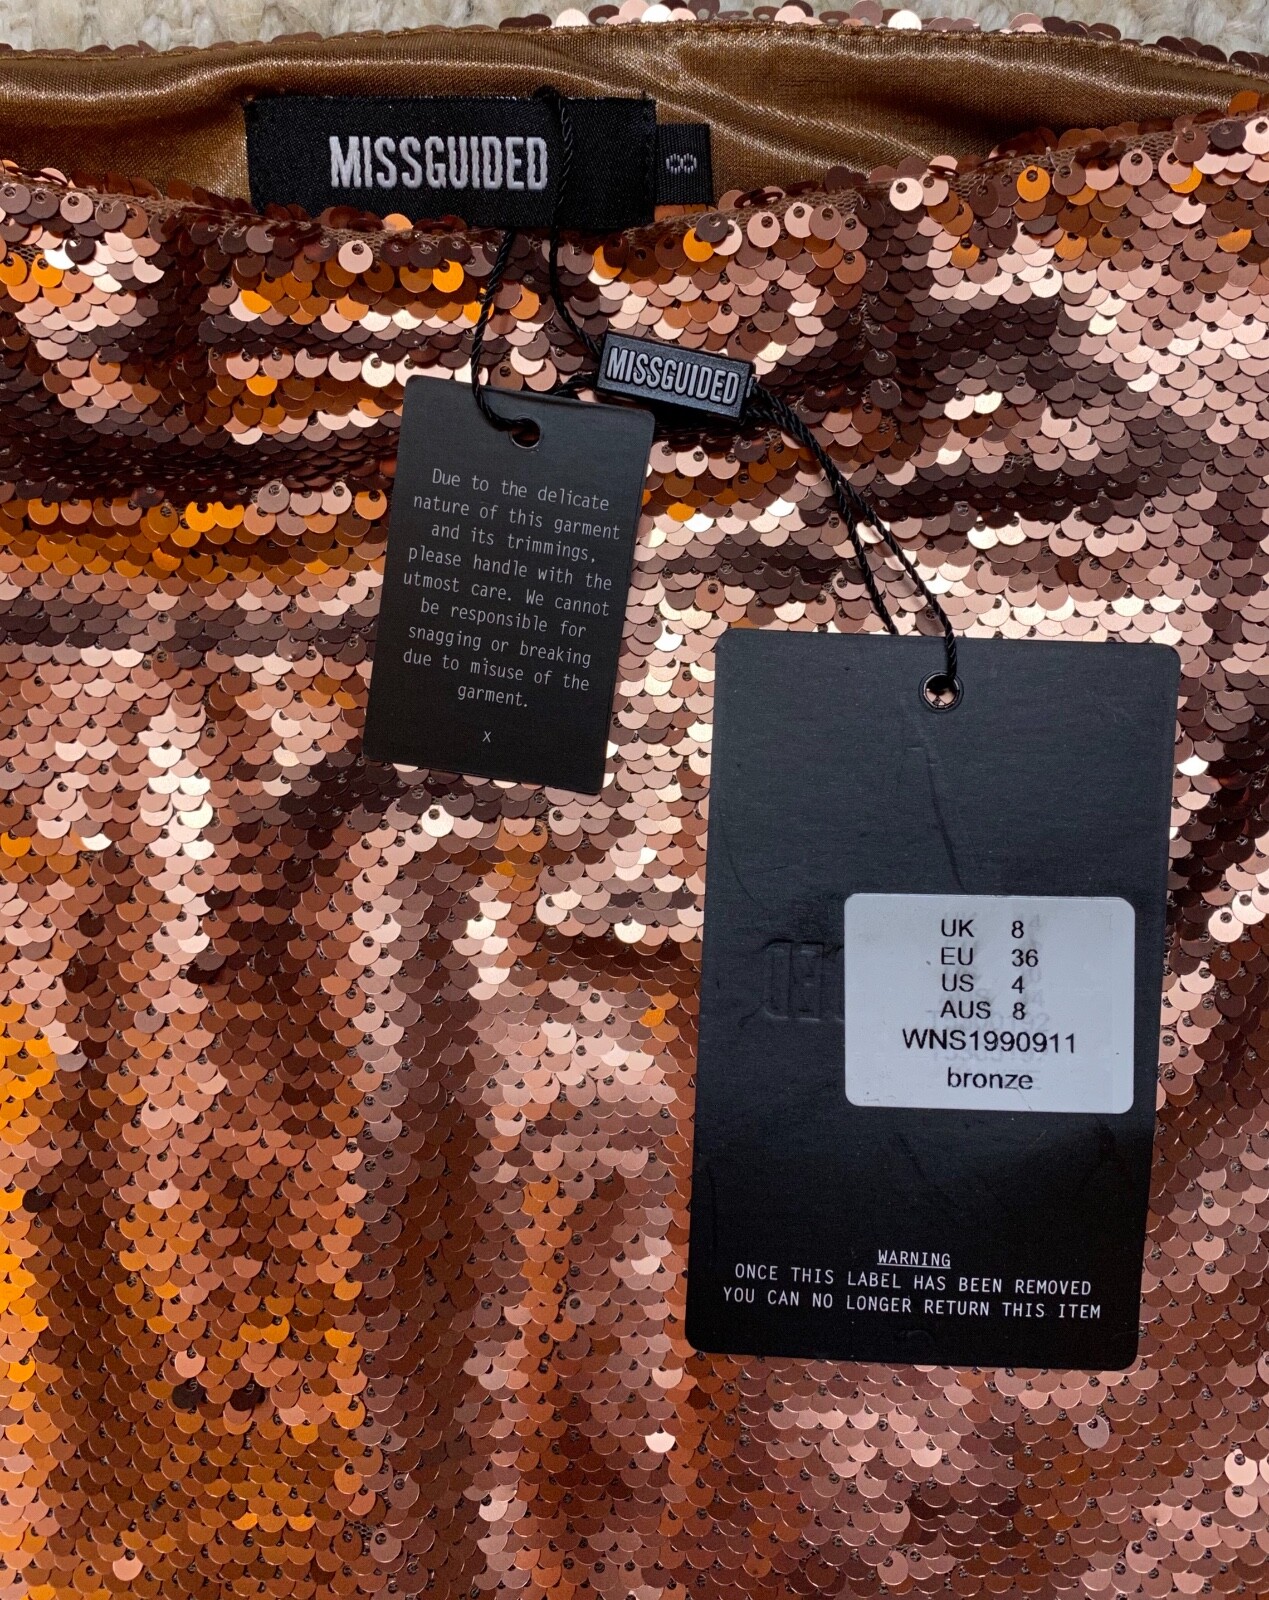 MISSGUIDED
8
MISSGUIDED
Due to the delicate
nature of this garment
and its trimmings,
please handle with the
utmost care. We cannot
be responsible for
snagging or breaking
due to misuse of the
garment.
X
UK 8
EU 36
US 4
AUS 8
WNS1990911
bronze
WARNING
ONCE THIS LABEL HAS BEEN REMOVED
YOU CAN NO LONGER RETURN THIS ITEM